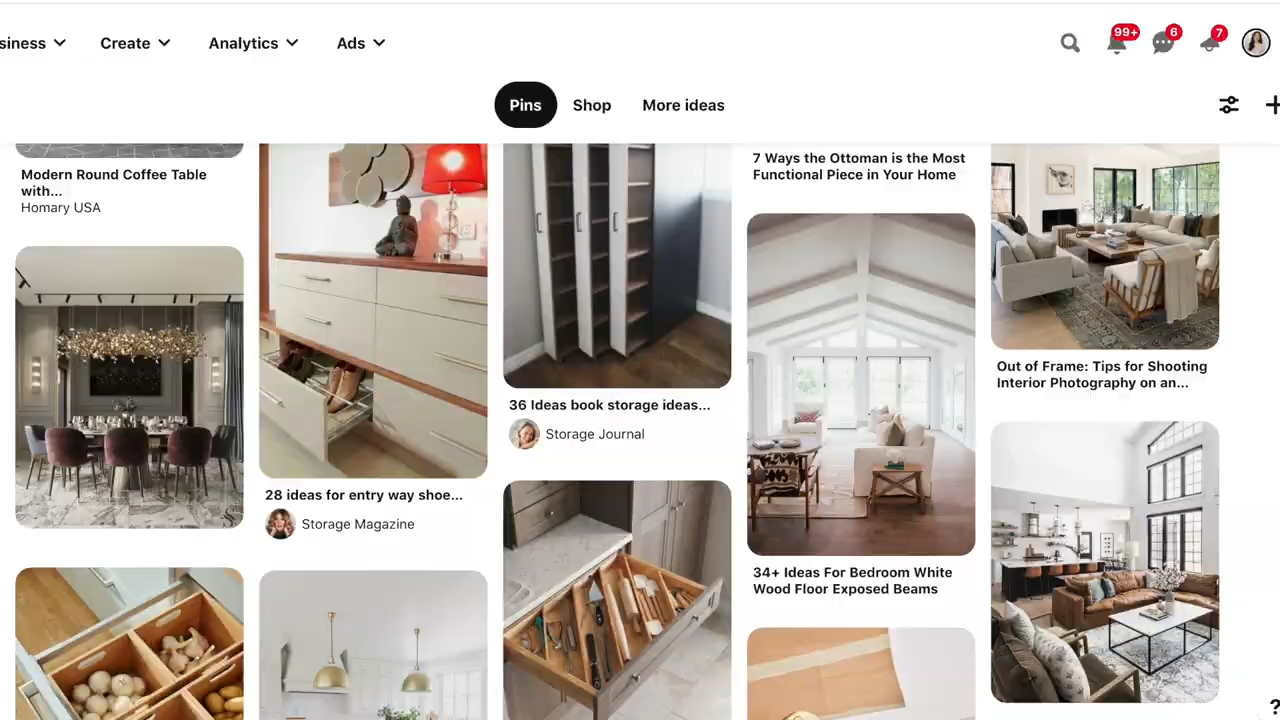 siness
Create
Analytics
Ads
99+
6
7
Pins
Shop
More ideas
Modern Round Coffee Table
with...
Homary USA
28 ideas for entry way shoe...
Storage Magazine
36 Ideas book storage ideas...
Storage Journal
7 Ways the Ottoman is the Most
Functional Piece in Your Home
34+ Ideas For Bedroom White
Wood Floor Exposed Beams
Out of Frame: Tips for Shooting
Interior Photography on an...
?